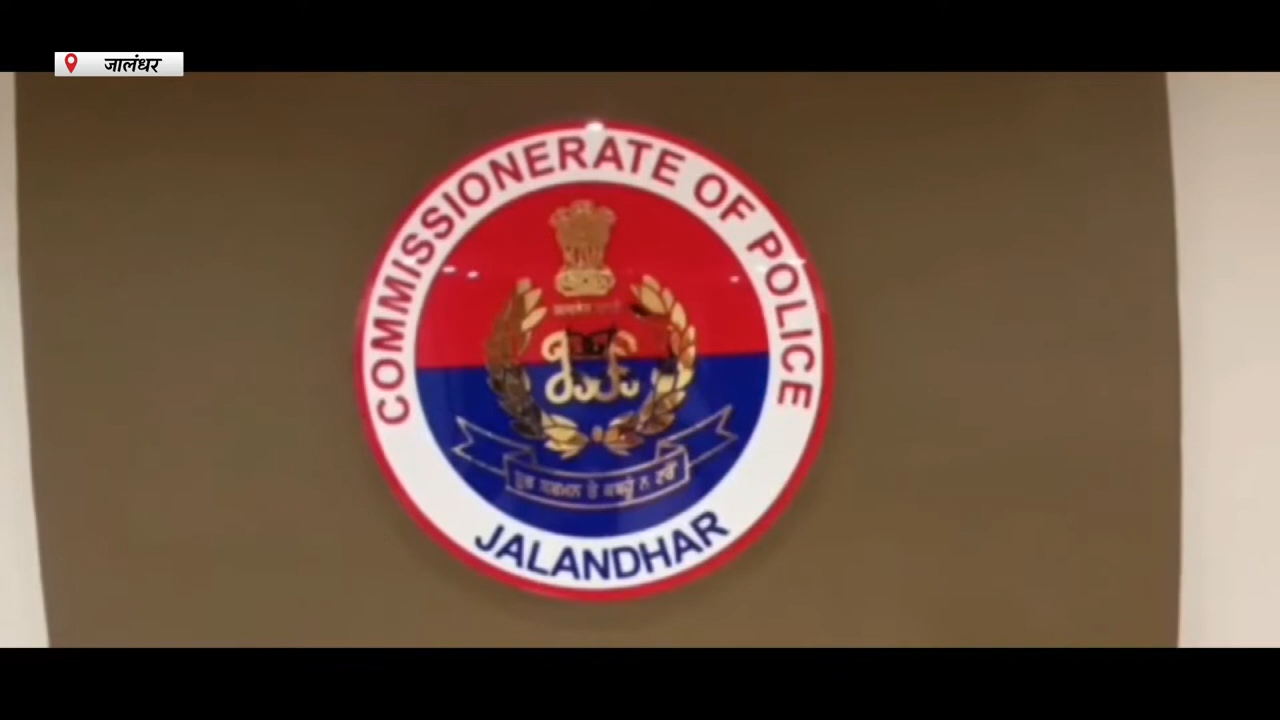 जालंधर
COMMISSIONERATE OF POLICE
JALANDHAR